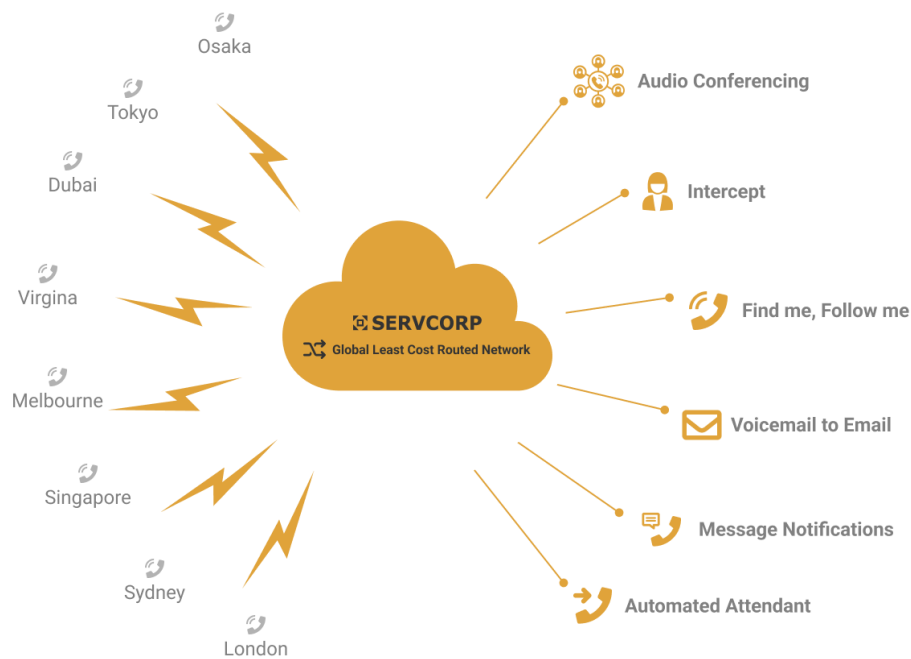 Osaka
Tokyo
Dubai
Virgina
Melbourne
Singapore
Sydney
London
SERVCORP
Global Least Cost Routed Network
Audio Conferencing
Intercept
Find me, Follow me
Voicemail to Email
Message Notifications
Automated Attendant